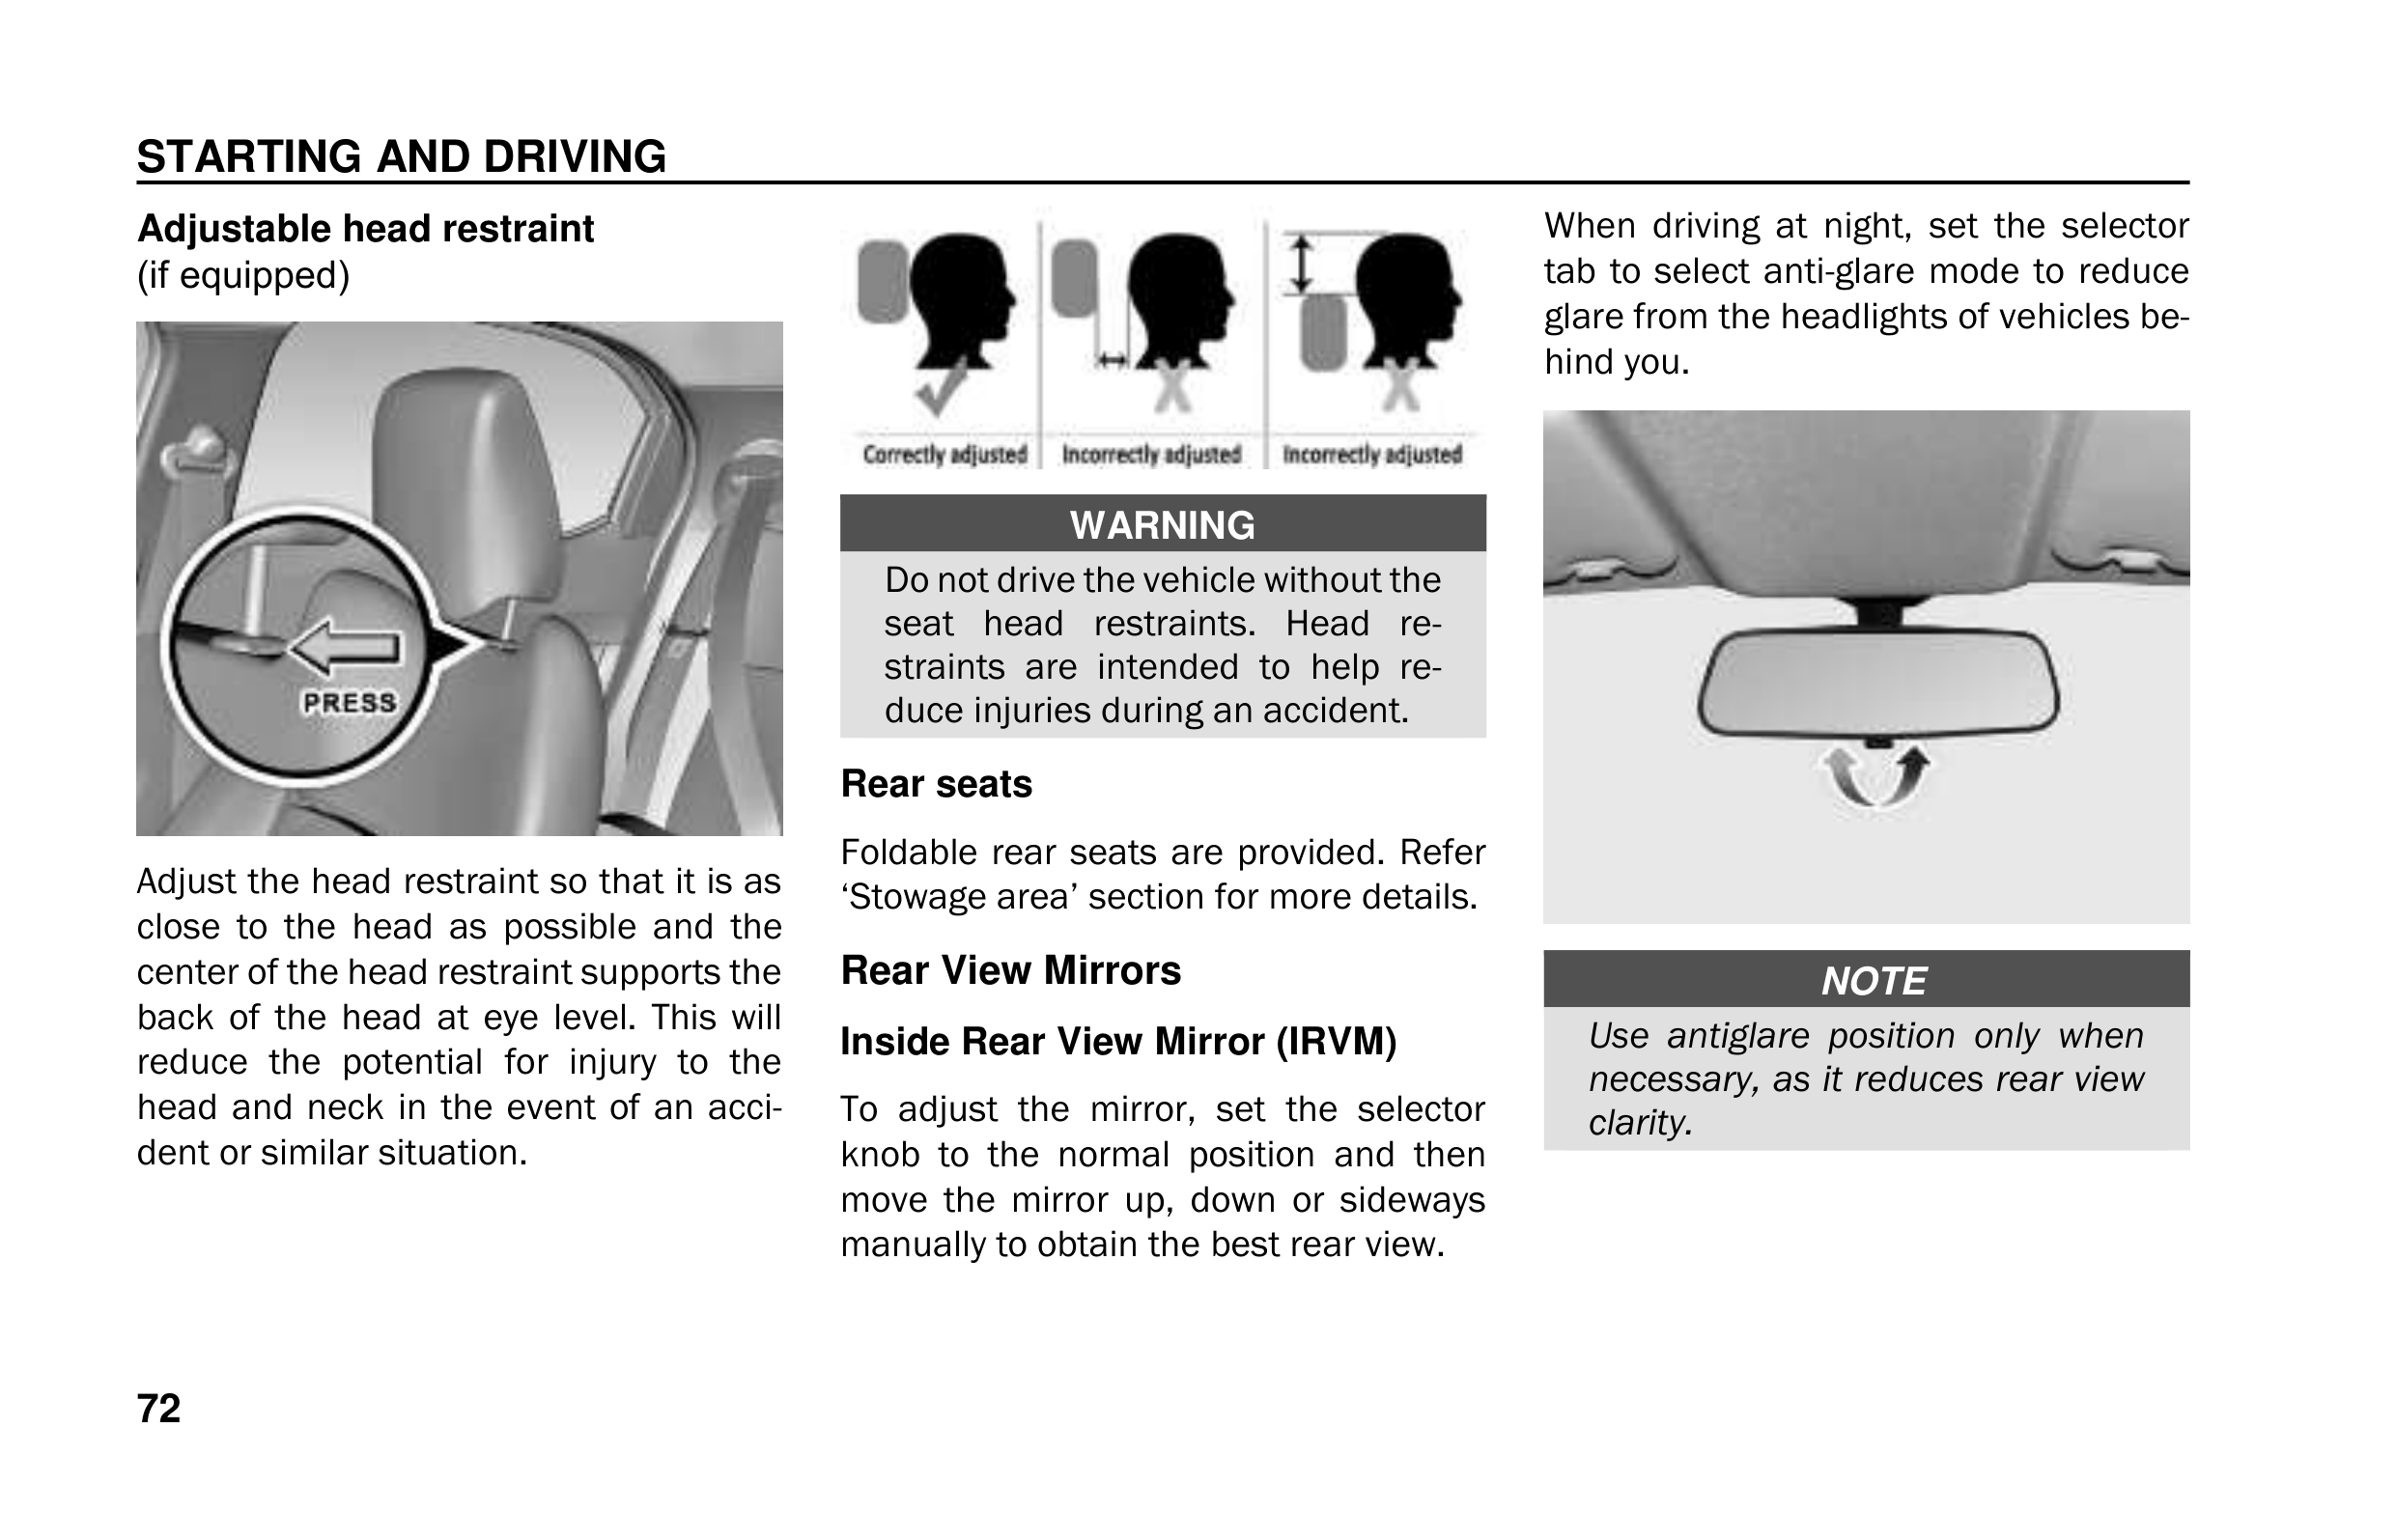 STARTING AND DRIVING
Adjustable head restraint
(if equipped)
PRESS
Adjust the head restraint so that it is as
close to the head as possible and the
center of the head restraint supports the
back of the head at eye level. This will
reduce the potential for injury to the
head and neck in the event of an acci-
dent or similar situation.
Correctly adjusted
Incorrectly adjusted
Incorrectly adjusted
WARNING
Do not drive the vehicle without the
seat head restraints. Head re-
straints are intended to help re-
duce injuries during an accident.
Rear seats
Foldable rear seats are provided. Refer
‘Stowage area’ section for more details.
Rear View Mirrors
Inside Rear View Mirror (IRVM)
To adjust the mirror, set the selector
knob to the normal position and then
move the mirror up, down or sideways
manually to obtain the best rear view.
When driving at night, set the selector
tab to select anti-glare mode to reduce
glare from the headlights of vehicles be-
hind you.
NOTE
Use antiglare position only when
necessary, as it reduces rear view
clarity.
72